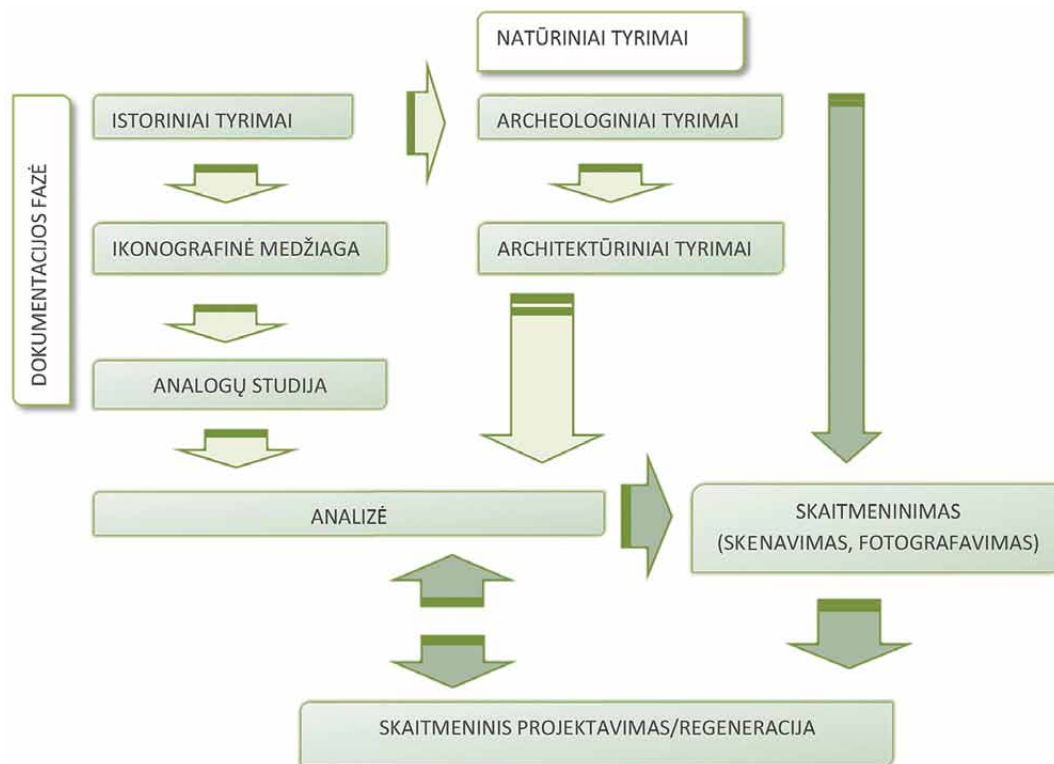 NATŪRINIAI TYRIMAI
DOKUMENTACIJOS FAZĖ
ISTORINIAI TYRIMAI
ARCHEOLOGINIAI TYRIMAI
IKONOGRAFINĖ MEDŽIAGA
ARCHITEKTŪRINIAI TYRIMAI
ANALOGŲ STUDIJA
ANALIZĖ
SKAITMENINIMAS
(SKENAVIMAS, FOTOGRAFAVIMAS)
SKAITMENINIS PROJEKTAVIMAS/REGENERACIJA